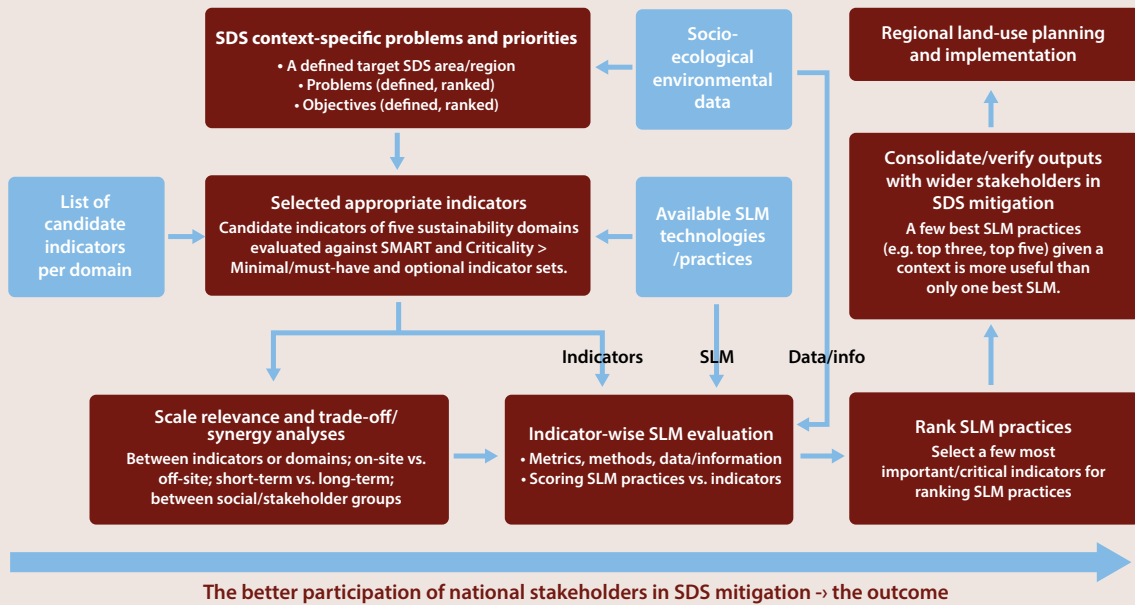 SDS context-specific problems and priorities
• A defined target SDS area/region
• Problems (defined, ranked)
• Objectives (defined, ranked)
Socio-
ecological
environmental
data
Regional land-use planning
and implementation
List of
candidate
indicators
per domain
Selected appropriate indicators
Candidate indicators of five sustainability domains
evaluated against SMART and Criticality >
Minimal/must-have and optional indicator sets.
Available SLM
technologies
/practices
Consolidate/verify outputs
with wider stakeholders in
SDS mitigation
A few best SLM practices
(e.g. top three, top five) given a
context is more useful than
only one best SLM.
Indicators
SLM
Data/info
Scale relevance and trade-off/
synergy analyses
Between indicators or domains; on-site vs.
off-site; short-term vs. long-term;
between social/stakeholder groups
Indicator-wise SLM evaluation
• Metrics, methods, data/information
• Scoring SLM practices vs. indicators
Rank SLM practices
Select a few most
important/critical indicators for
ranking SLM practices
The better participation of national stakeholders in SDS mitigation -› the outcome